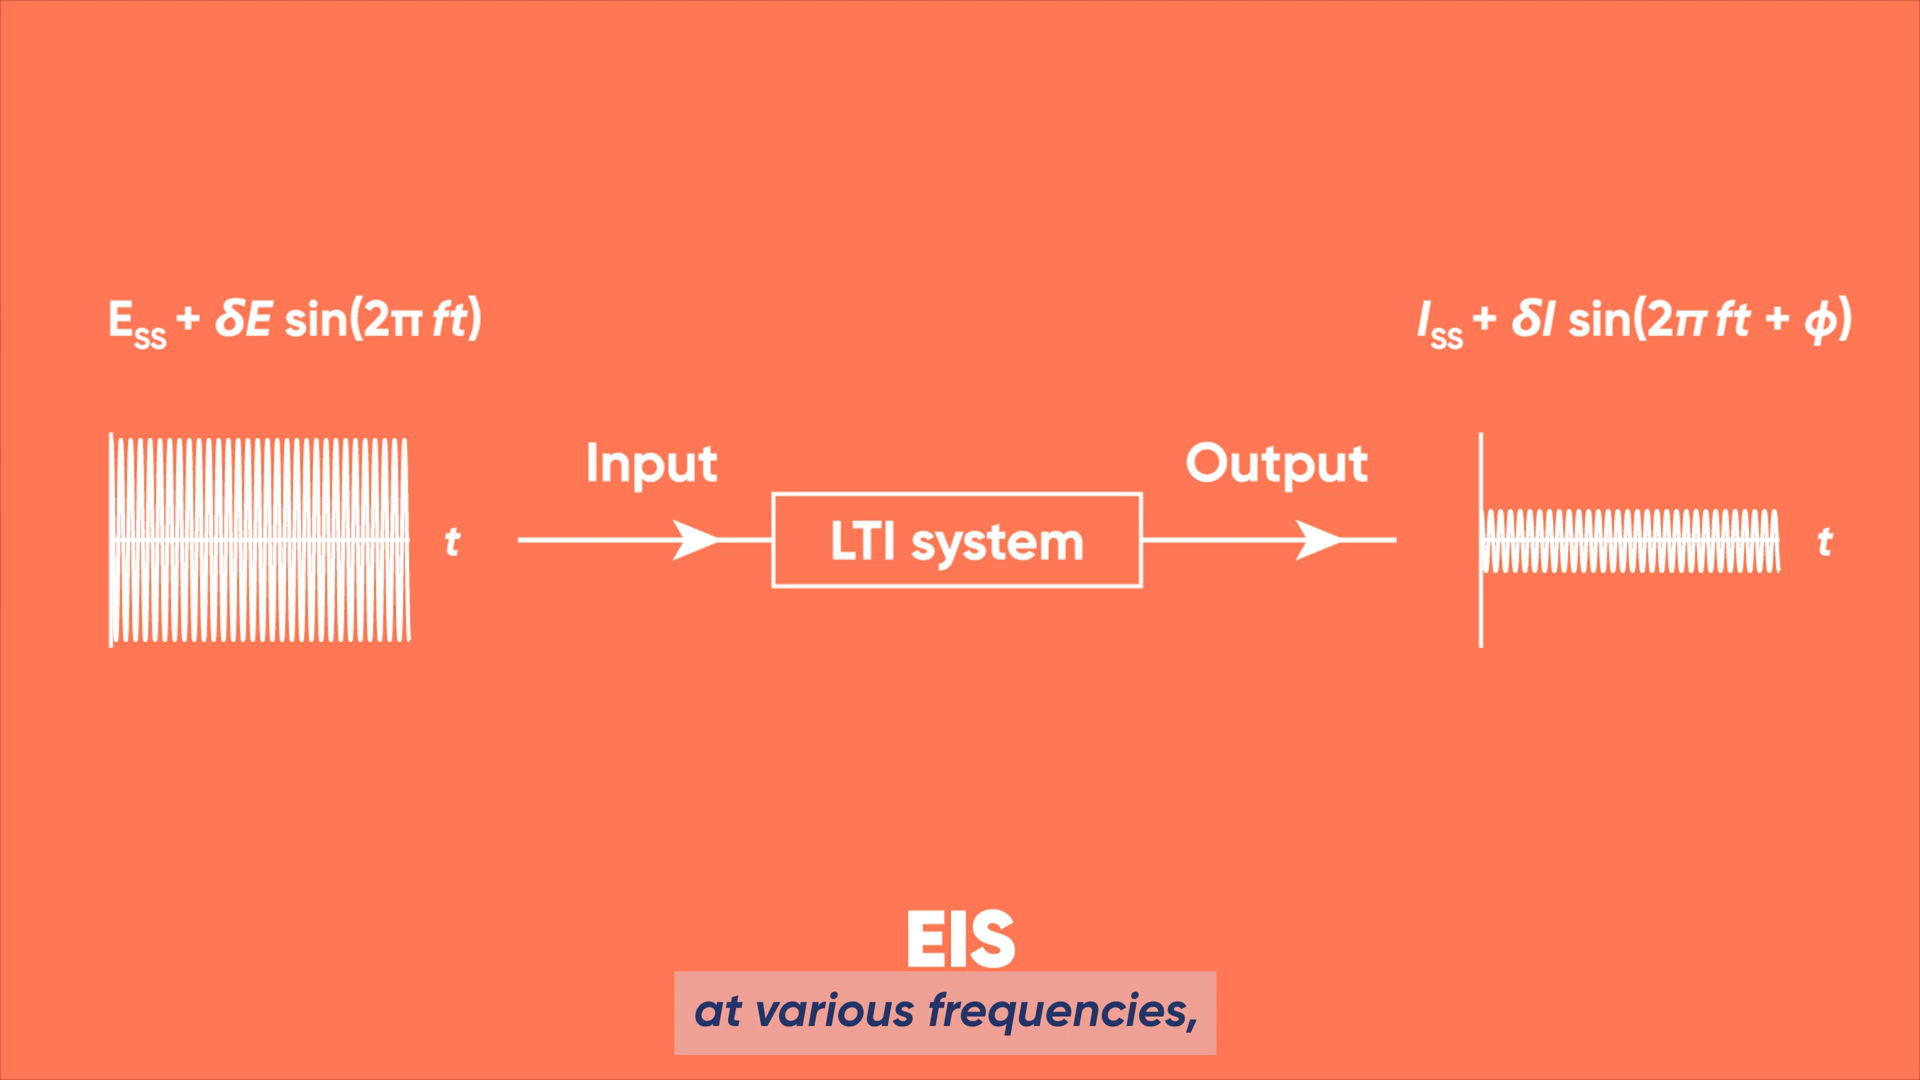 E_SS + δE sin(2π ft)
I_SS + δI sin(2π ft + ϕ)
Input
Output
t
LTI system
t
EIS
at various frequencies,